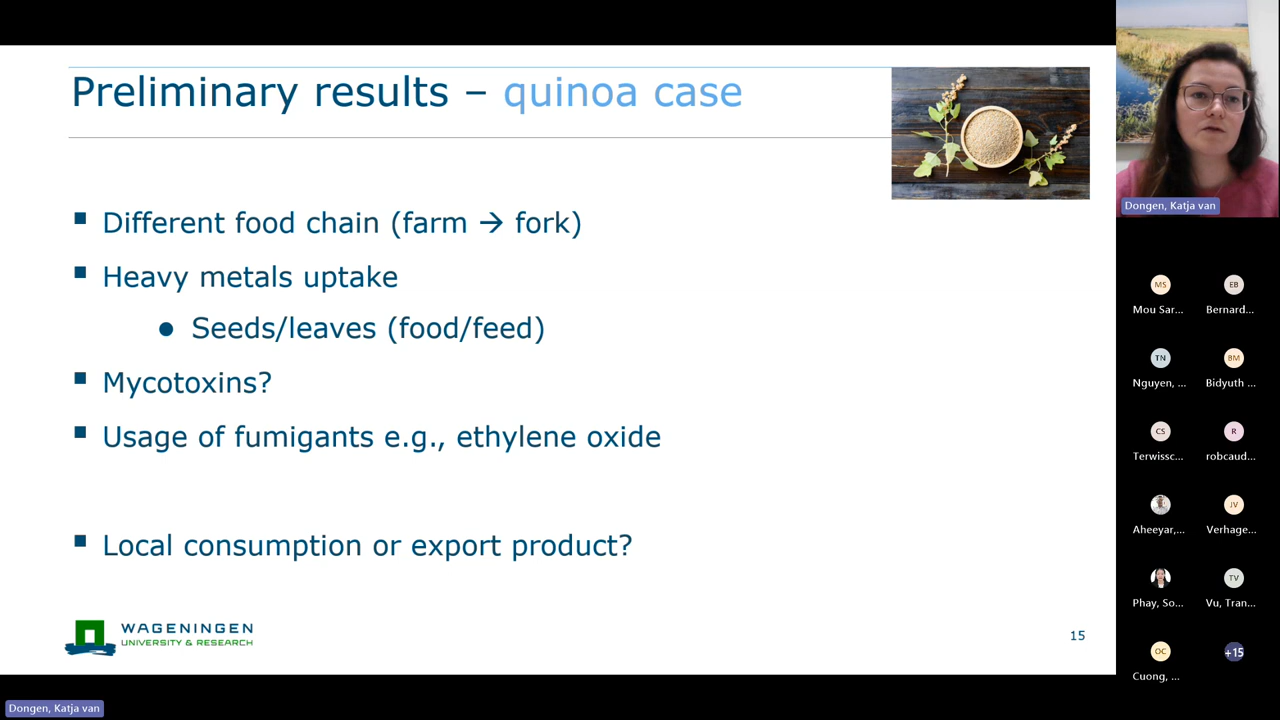 Preliminary results – quinoa case
▪ Different food chain (farm → fork)
▪ Heavy metals uptake
● Seeds/leaves (food/feed)
▪ Mycotoxins?
▪ Usage of fumigants e.g., ethylene oxide
▪ Local consumption or export product?
WAGENINGEN
UNIVERSITY & RESEARCH
15
Dongen, Katja van
MS EB
Mou Sar... Bernard...
TN BM
Nguyen, ... Bidyuth ...
CS R
Terwissc... robcaud...
JV
Aheeyar,... Verhage...
TV
Phay, So... Vu, Tran...
OC +15
Cuong, ...
Dongen, Katja van